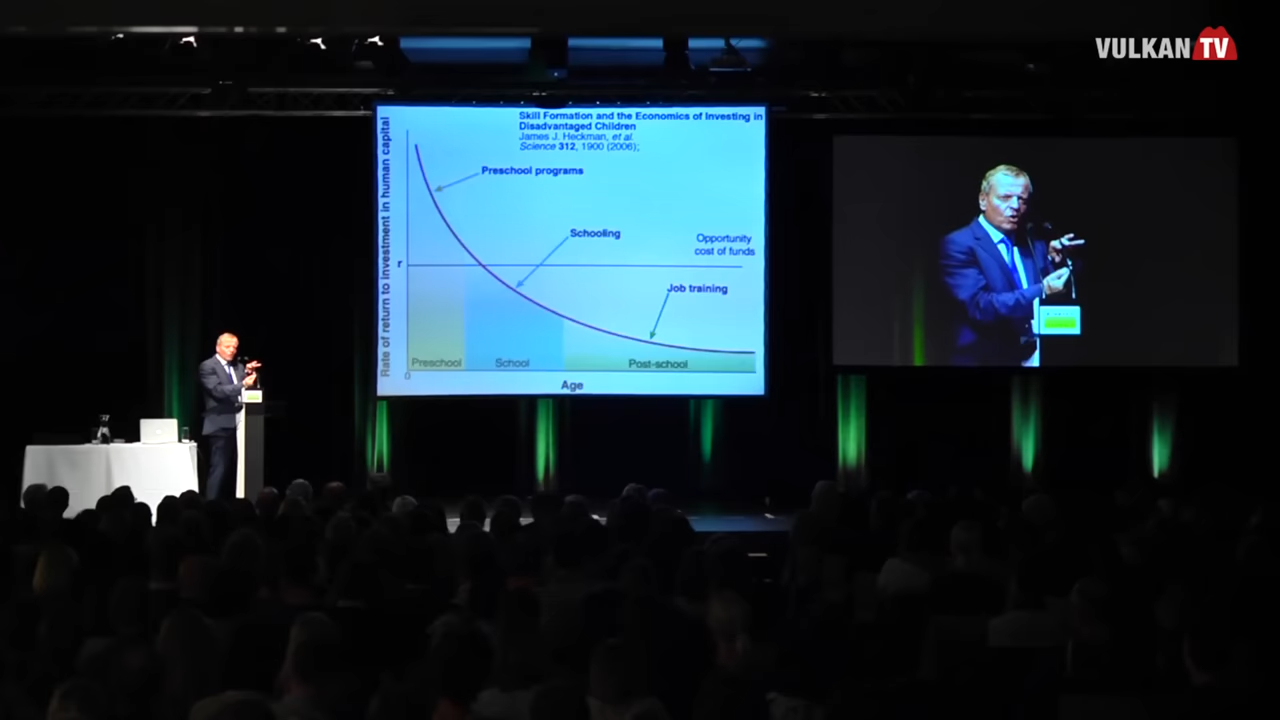 VULKAN TV
Skill Formation and the Economics of Investing in
Disadvantaged Children
James J. Heckman, et al.
Science 312, 1900 (2006);
Rate of return to investment in human capital
Preschool programs
Schooling
Opportunity
cost of funds
r
Job training
Preschool
School
Post-school
0
Age